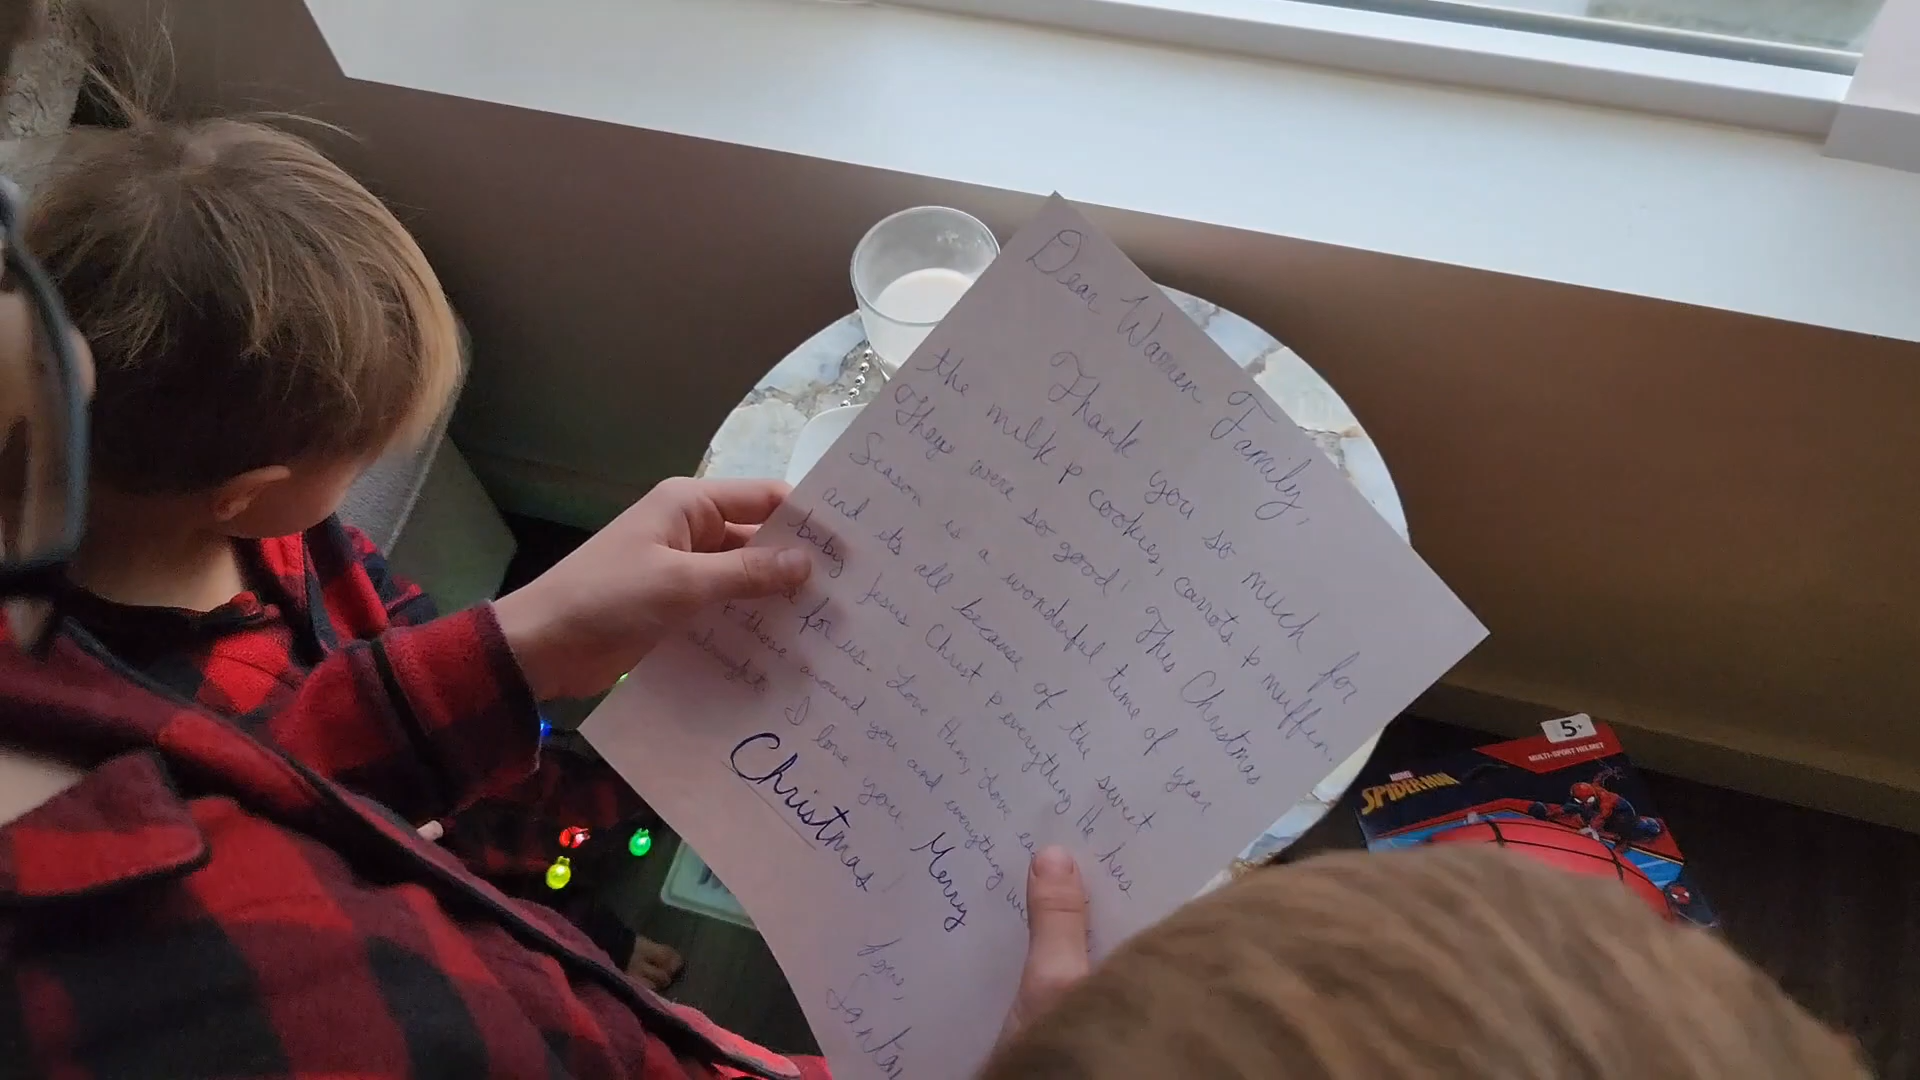 Dear Warren Family,
Thank you so much for
the milk & cookies, carrots & muffin.
They were so good! This Christmas
Season is a wonderful time of year
and its all because of the sweet
baby Jesus Christ & everything He
for us. Love Him, love
& those around you and everything
I love you. Merry
Christmas
Love,
Santa
5+
MULTI-SPORT HELMET
MARVEL
SPIDER-MAN